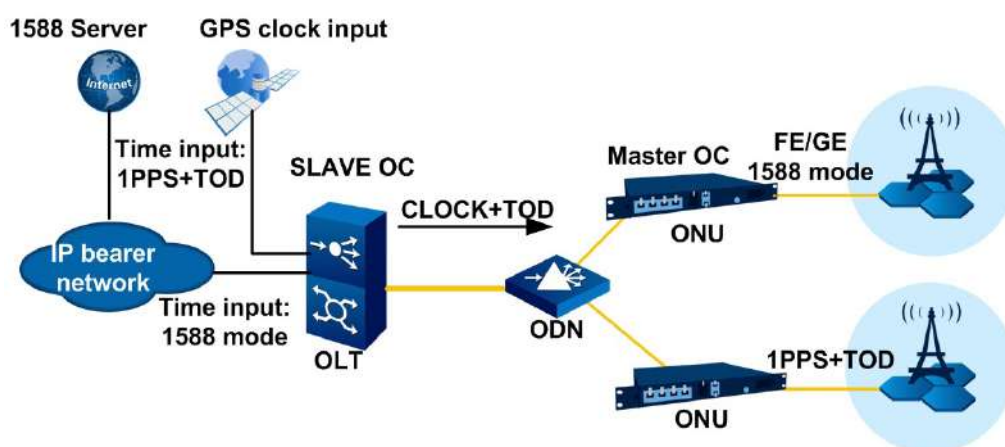 1588 Server
GPS clock input
Internet
Time input:
1PPS+TOD
SLAVE OC
Master OC
FE/GE
1588 mode
CLOCK+TOD
ONU
IP bearer
network
Time input:
1588 mode
OLT
ODN
1PPS+TOD
ONU